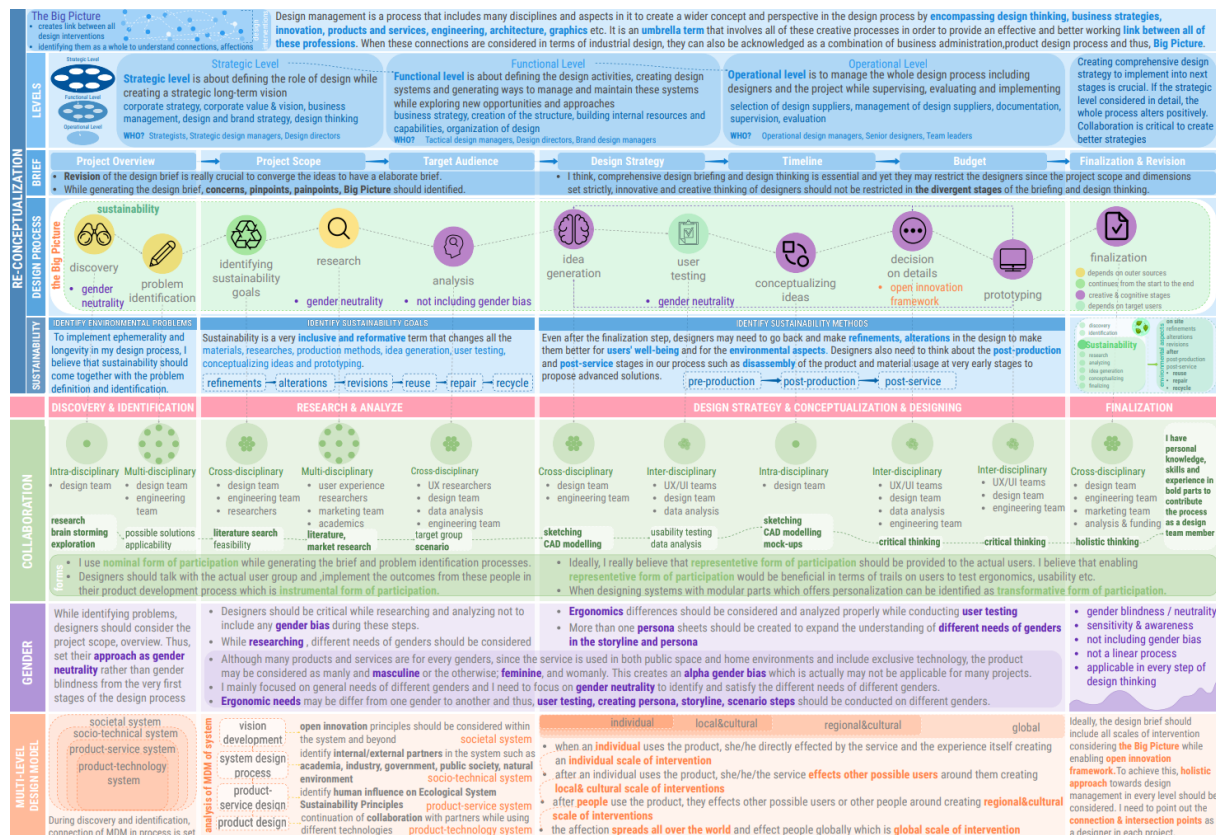 The Big Picture
• creates link between all
design interventions
• identifying them as a whole to understand connections, affections
Design management is a process that includes many disciplines and aspects in it to create a wider concept and perspective in the design process by encompassing design thinking, business strategies,
innovation, products and services, engineering, architecture, graphics etc. It is an umbrella term that involves all of these creative processes in order to provide an effective and better working link between all of
these professions. When these connections are considered in terms of industrial design, they can also be acknowledged as a combination of business administration,product design process and thus, Big Picture.
RE-CONCEPTUALIZATION
LEVELS
Strategic Level
Functional Level
Operational Level
Strategic Level
Strategic level is about defining the role of design while
creating a strategic long-term vision
corporate strategy, corporate value & vision, business
management, design and brand strategy, design thinking
WHO? Strategists, Strategic design managers, Design directors
Functional Level
Functional level is about defining the design activities, creating design
systems and generating ways to manage and maintain these systems
while exploring new opportunities and approaches
business strategy, creation of the structure, building internal resources and
capabilities, organization of design
WHO? Tactical design managers, Design directors, Brand design managers
Operational Level
Operational level is to manage the whole design process including
designers and the project while supervising, evaluating and implementing
selection of design suppliers, management of design suppliers, documentation,
supervision, evaluation
WHO? Operational design managers, Senior designers, Team leaders
Creating comprehensive
design strategy to
implement into next
stages is crucial. If the
strategic level
considered in detail, the
whole process alters positively.
Collaboration is critical to create
better strategies
BRIEF
Project Overview
Project Scope
Target Audience
Design Strategy
Timeline
Budget
Finalization & Revision
• Revision of the design brief is really crucial to converge the ideas to have a elaborate brief.
• While generating the design brief, concerns, pinpoints, painpoints, Big Picture should identified.
• I think, comprehensive design briefing and design thinking is essential and yet they may restrict the designers since the project scope and dimensions
set strictly, innovative and creative thinking of designers should not be restricted in the divergent stages of the briefing and design thinking.
DESIGN PROCESS
the Big Picture
sustainability
discovery
• gender
neutrality
problem
identification
identifying
sustainability
goals
research
• gender neutrality
analysis
• not including gender bias
idea
generation
user
testing
• gender neutrality
conceptualizing
ideas
decision
on details
• open innovation
framework
prototyping
finalization
depends on outer sources
continues from the start to the end
creative & cognitive stages
depends on target users
SUSTAINABILITY
IDENTIFY ENVIRONMENTAL PROBLEMS
To implement ephemerality and
longevity in my design process, I
believe that sustainability should
come together with the problem
definition and identification.
IDENTIFY SUSTAINABILITY GOALS
Sustainability is a very inclusive and reformative term that changes all the
materials, researches, production methods, idea generation, user testing,
conceptualizing ideas and prototyping.
refinements
alterations
revisions
reuse
repair
recycle
IDENTIFY SUSTAINABILITY METHODS
Even after the finalization step, designers may need to go back and make refinements, alterations in the design to make
them better for users' well-being and for the environmental aspects. Designers also need to think about the post-production
and post-service stages in our process such as disassembly of the product and material usage at very early stages to
propose advanced solutions.
pre-production
post-production
post-service
discovery
identification
Sustainability
research
analyzing
idea generation
conceptualizing
finalizing
on site
refinements
alterations
revisions
after
post-production
post-service
• reuse
• repair
• recycle
DISCOVERY & IDENTIFICATION
RESEARCH & ANALYZE
DESIGN STRATEGY & CONCEPTUALIZATION & DESIGNING
FINALIZATION
COLLABORATION
Intra-disciplinary
• design team
research
brain storming
exploration
Multi-disciplinary
• design team
• engineering
team
possible solutions
applicability
Cross-disciplinary
• design team
• engineering team
• researchers
literature search
feasibility
Multi-disciplinary
• user experience
researchers
• marketing team
• academics
literature,
market research
Cross-disciplinary
• UX researchers
• design team
• data analysis
• engineering team
target group
scenario
Cross-disciplinary
• design team
• engineering team
sketching
CAD modelling
Inter-disciplinary
• UX/UI teams
• design team
• data analysis
usability testing
data analysis
Intra-disciplinary
• design team
sketching
CAD modelling
mock-ups
Inter-disciplinary
• UX/UI teams
• design team
• data analysis
• engineering team
critical thinking
Inter-disciplinary
• UX/UI teams
• design team
• engineering team
critical thinking
Cross-disciplinary
• design team
• engineering team
• marketing team
• analysis & funding
holistic thinking
I have
personal
knowledge,
skills and
experience in
bold parts to
contribute
the process
as a design
team member
forms
• I use nominal form of participation while generating the brief and problem identification processes.
• Designers should talk with the actual user group and ,implement the outcomes from these people in
their product development process which is instrumental form of participation.
• Ideally, I really believe that representetive form of participation should be provided to the actual users. I believe that enabling
representetive form of participation would be beneficial in terms of trails on users to test ergonomics, usability etc.
• When designing systems with modular parts which offers personalization can be identified as transformative form of participation.
GENDER
While identifying problems,
designers should consider the
project scope, overview. Thus,
set their approach as gender
neutrality rather than gender
blindness from the very first
stages of the design process
• Designers should be critical while researching and analyzing not to
include any gender bias during these steps.
• While researching , different needs of genders should be considered
• Ergonomics differences should be considered and analyzed properly while conducting user testing
• More than one persona sheets should be created to expand the understanding of different needs of genders
in the storyline and persona
• Although many products and services are for every genders, since the service is used in both public space and home environments and include exclusive technology, the product
may be considered as manly and masculine or the otherwise; feminine, and womanly. This creates an alpha gender bias which is actually may not be applicable for many projects.
• I mainly focused on general needs of different genders and I need to focus on gender neutrality to identify and satisfy the different needs of different genders.
• Ergonomic needs may be differ from one gender to another and thus, user testing, creating persona, storyline, scenario steps should be conducted on different genders.
• gender blindness / neutrality
• sensitivity & awareness
• not including gender bias
• not a linear process
• applicable in every step of
design thinking
MULTI-LEVEL
DESIGN MODEL
societal system
socio-technical system
product-service system
product-technology
system
During discovery and identification,
connection of MDM in process is set
analysis of MDM of system
vision
development
system design
process
product-
service design
product design
open innovation principles should be considered within
the system and beyond
societal system
identify internal/external partners in the system such as
academia, industry, government, public society, natural
environment
socio-technical system
identify human influence on Ecological System
Sustainability Principles
product-service system
continuation of collaboration with partners while using
different technologies
product-technology system
individual
local&cultural
regional&cultural
global
• when an individual uses the product, she/he directly effected by the service and the experience itself creating
an individual scale of intervention
• after an individual uses the product, she/he/the service effects other possible users around them creating
local& cultural scale of interventions
• after people use the product, they effects other possible users or other people around creating regional&cultural
scale of interventions
• the affection spreads all over the world and effect people globally which is global scale of intervention
Ideally, the design brief should
include all scales of intervention
considering the Big Picture while
enabling open innovation
framework.To achieve this, holistic
approach towards design
management in every level should be
considered. I need to point out the
connection & intersection points as
a designer in each project.